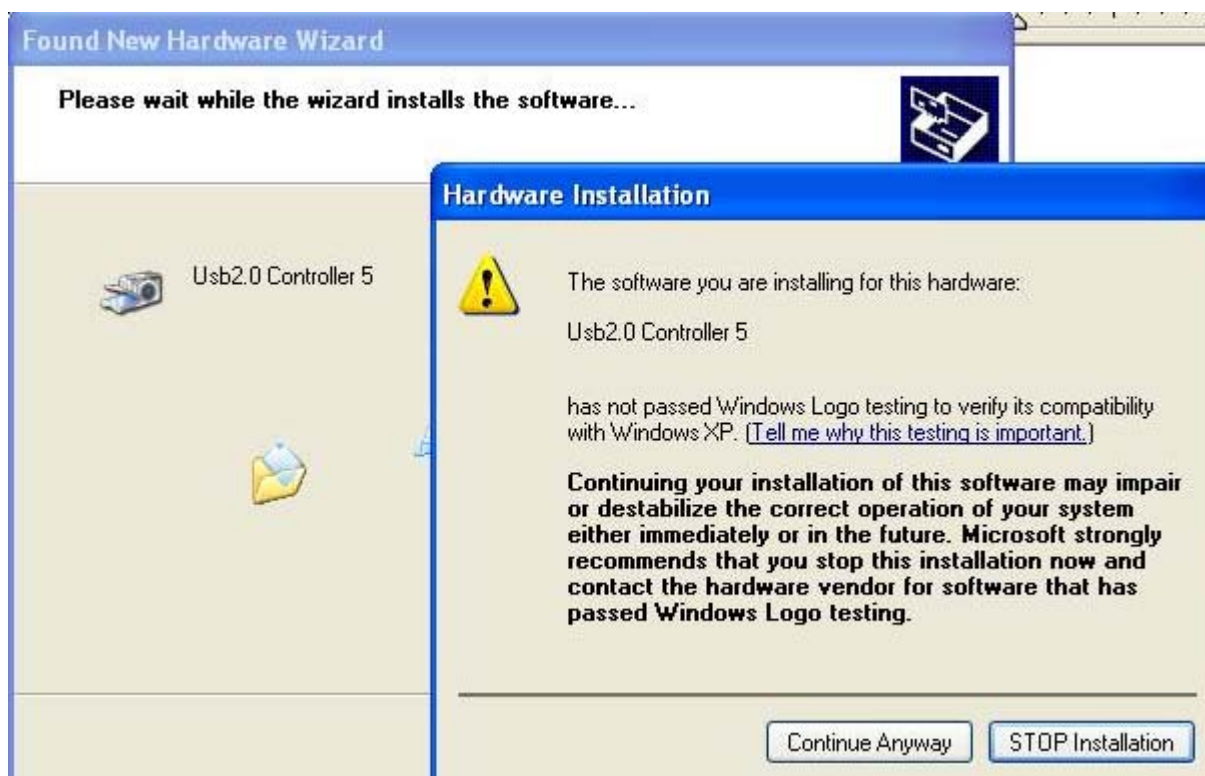 Found New Hardware Wizard
Please wait while the wizard installs the software...
Hardware Installation
Usb2.0 Controller 5
The software you are installing for this hardware:
Usb2.0 Controller 5
has not passed Windows Logo testing to verify its compatibility
with Windows XP. (Tell me why this testing is important.)
Continuing your installation of this software may impair
or destabilize the correct operation of your system
either immediately or in the future. Microsoft strongly
recommends that you stop this installation now and
contact the hardware vendor for software that has
passed Windows Logo testing.
Continue Anyway
STOP Installation